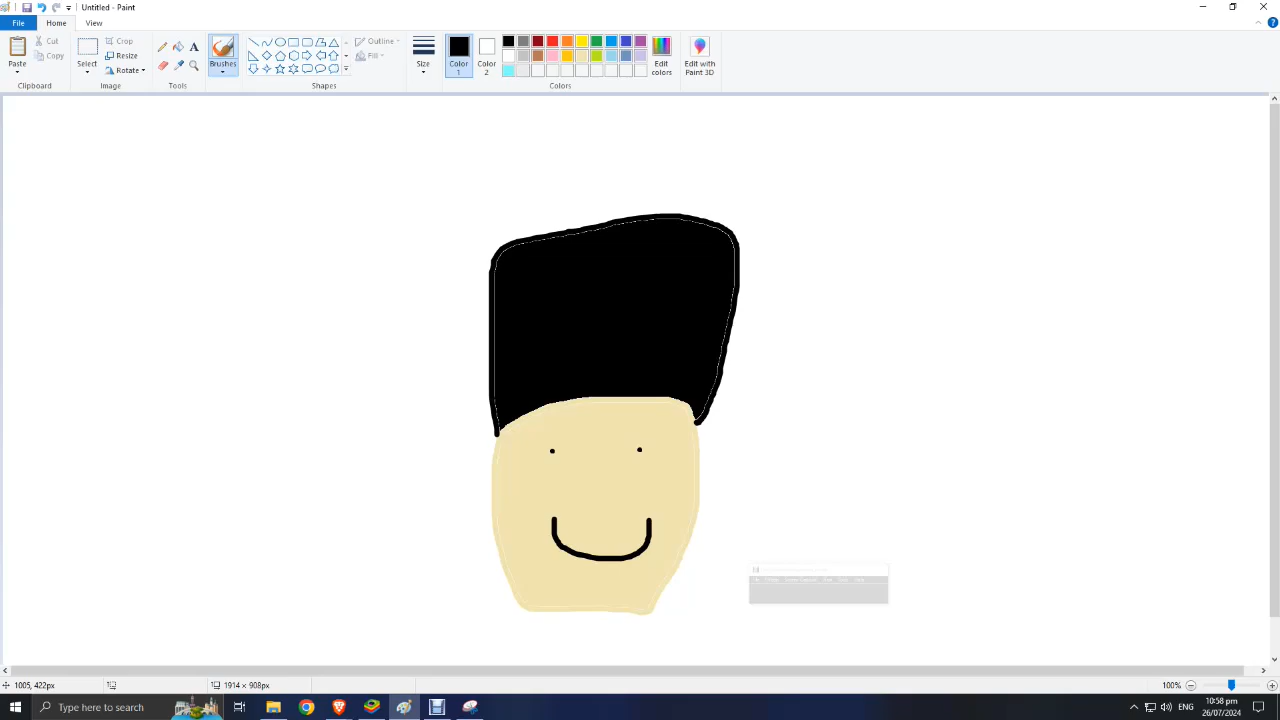 Untitled - Paint
File
Home
View
Paste
Cut
Copy
Clipboard
Select
Crop
Resize
Rotate
Image
A
Tools
Brushes
Outline
Fill
Shapes
Size
Color
1
Color
2
Edit
colors
Colors
Edit with
Paint 3D
1005, 422px
1914 × 908px
100%
Type here to search
ENG
10:58 pm
26/07/2024